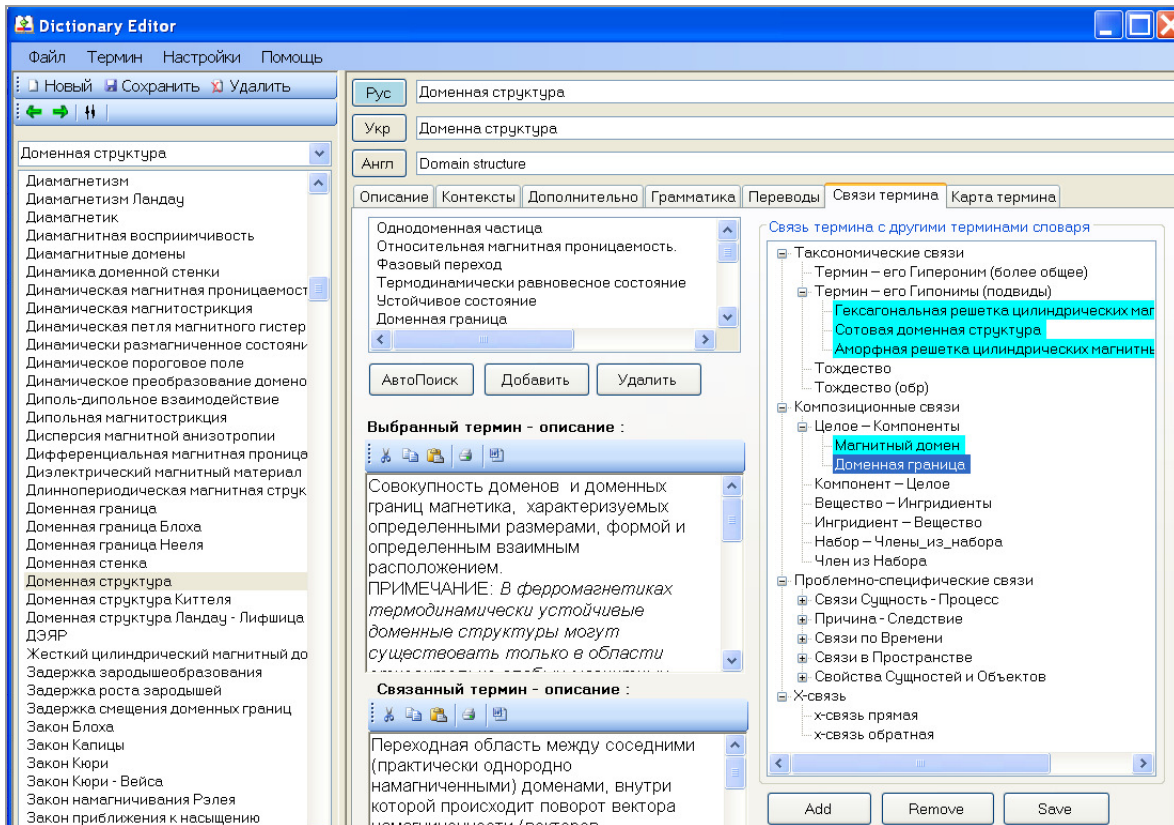 Dictionary Editor
Файл Термин Настройки Помощь
Новый Сохранить Удалить
Доменная структура
Диамагнетизм
Диамагнетизм Ландау
Диамагнетик
Диамагнитная восприимчивость
Диамагнитные домены
Динамика доменной стенки
Динамическая магнитная проницаемост
Динамическая магнитострикция
Динамическая петля магнитного гистер
Динамически размагниченное состояни
Динамическое пороговое поле
Динамическое преобразование домено
Диполь-дипольное взаимодействие
Дипольная магнитострикция
Дисперсия магнитной анизотропии
Дифференциальная магнитная проница
Диэлектрический магнитный материал
Длиннопериодическая магнитная струк
Доменная граница
Доменная граница Блоха
Доменная граница Нееля
Доменная стенка
Доменная структура
Доменная структура Киттеля
Доменная структура Ландау - Лифшица
ДЭЯР
Жесткий цилиндрический магнитный до
Задержка зародышеобразования
Задержка роста зародышей
Задержка смещения доменных границ
Закон Блоха
Закон Капицы
Закон Кюри
Закон Кюри - Вейса
Закон намагничивания Рэлея
Закон приближения к насыщению
Рус Доменная структура
Укр Доменна структура
Англ Domain structure
Описание Контексты Дополнительно Грамматика Переводы Связи термина Карта термина
Однодоменная частица
Относительная магнитная проницаемость.
Фазовый переход
Термодинамически равновесное состояние
Устойчивое состояние
Доменная граница
АвтоПоиск Добавить Удалить
Выбранный термин - описание :
Совокупность доменов и доменных
границ магнетика, характеризуемых
определенными размерами, формой и
определенным взаимным
расположением.
ПРИМЕЧАНИЕ: В ферромагнетиках
термодинамически устойчивые
доменные структуры могут
существовать только в области
Связанный термин - описание :
Переходная область между соседними
(практически однородно
намагниченными) доменами, внутри
которой происходит поворот вектора
Связь термина с другими терминами словаря
Таксономические связи
Термин – его Гипероним (более общее)
Термин – его Гипонимы (подвиды)
Гексагональная решетка цилиндрических маг
Сотовая доменная структура
Аморфная решетка цилиндрических магнитнь
Тождество
Тождество (обр)
Композиционные связи
Целое – Компоненты
Магнитный домен
Доменная граница
Компонент – Целое
Вещество – Ингридиенты
Ингридиент – Вещество
Набор – Члены_из_набора
Член из Набора
Проблемно-специфические связи
Связи Сущность - Процесс
Причина - Следствие
Связи по Времени
Связи в Пространстве
Свойства Сущностей и Объектов
Х-связь
х-связь прямая
х-связь обратная
Add Remove Save